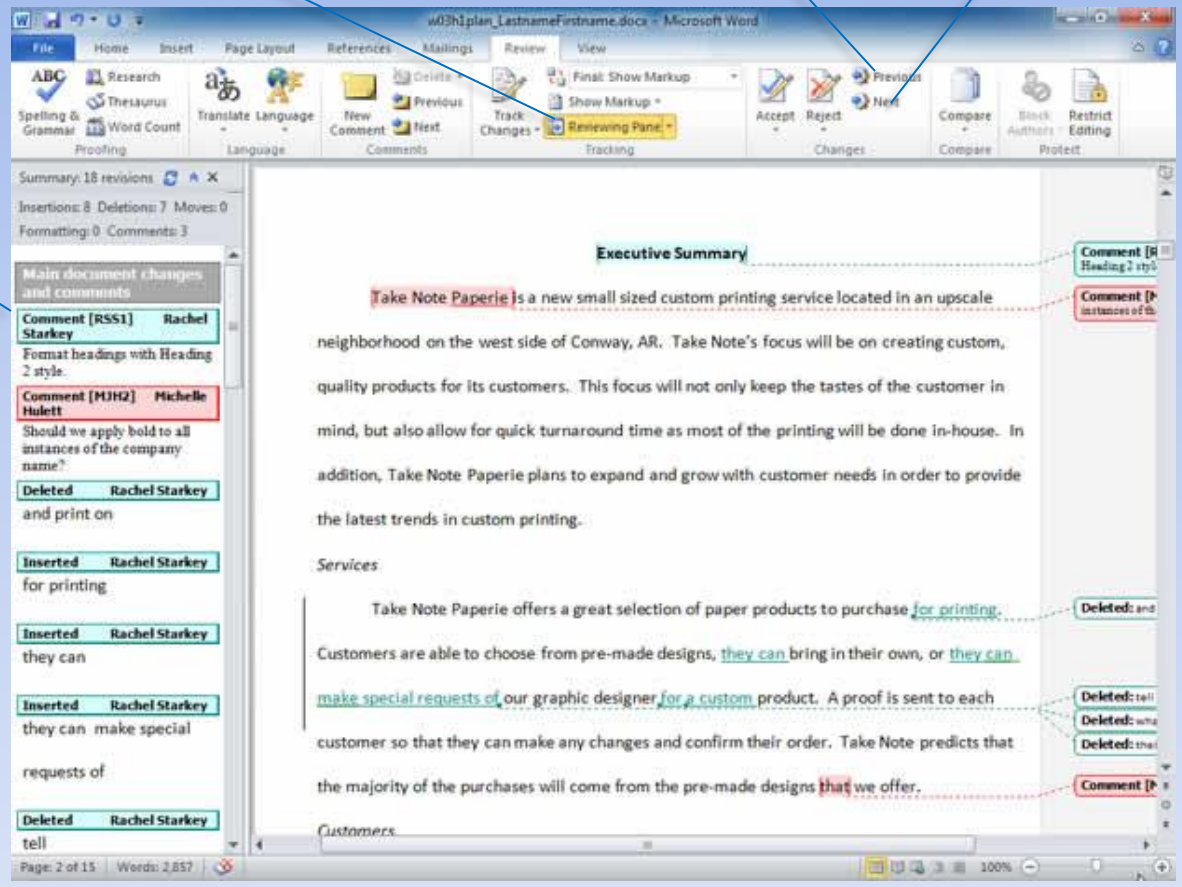 w03h1plan_LastnameFirstname.docx - Microsoft Word
File Home Insert Page Layout References Mailings Review View
ABC
Spelling & Grammar
Research
Thesaurus
Word Count
Proofing
Translate
Language
Language
New Comment
Delete
Previous
Next
Comments
Track Changes
Final: Show Markup
Show Markup
Reviewing Pane
Tracking
Accept
Reject
Previous
Next
Changes
Compare
Compare
Block Authors
Restrict Editing
Protect
Summary: 18 revisions
Insertions: 8 Deletions: 7 Moves: 0
Formatting: 0 Comments: 3
Main document changes
and comments
Comment [RSS1] Rachel
Starkey
Format headings with Heading
2 style.
Comment [MJH2] Michelle
Hulett
Should we apply bold to all
instances of the company
name?
Deleted Rachel Starkey
and print on
Inserted Rachel Starkey
for printing
Inserted Rachel Starkey
they can
Inserted Rachel Starkey
they can make special
requests of
Deleted Rachel Starkey
tell
Executive Summary
Take Note Paperie is a new small sized custom printing service located in an upscale
neighborhood on the west side of Conway, AR. Take Note's focus will be on creating custom,
quality products for its customers. This focus will not only keep the tastes of the customer in
mind, but also allow for quick turnaround time as most of the printing will be done in-house. In
addition, Take Note Paperie plans to expand and grow with customer needs in order to provide
the latest trends in custom printing.
Services
Take Note Paperie offers a great selection of paper products to purchase for printing.
Customers are able to choose from pre-made designs, they can bring in their own, or they can
make special requests of our graphic designer for a custom product. A proof is sent to each
customer so that they can make any changes and confirm their order. Take Note predicts that
the majority of the purchases will come from the pre-made designs that we offer.
Customers
Comment [R
Heading 2 styl
Comment [M
instances of th
Deleted: and
Deleted: tell
Deleted: wha
Deleted: thei
Comment [M
Page: 2 of 15 Words: 2,857
100%